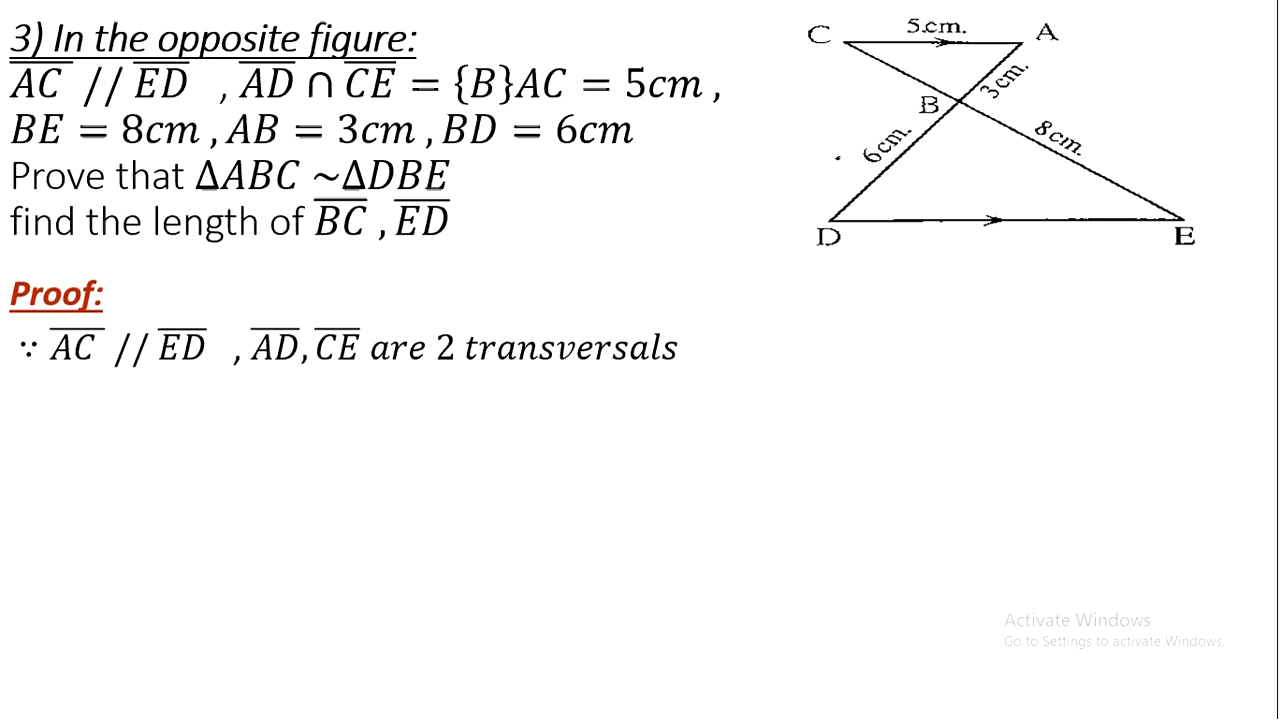 3) In the opposite figure:
AC // ED , AD ∩ CE = {B}AC = 5cm ,
BE = 8cm , AB = 3cm , BD = 6cm
Prove that ΔABC ~ΔDBE
find the length of BC , ED
C 5cm. A
B 3cm.
6cm. 8cm.
D E
Proof:
∵ AC // ED , AD, CE are 2 transversals
Activate Windows
Go to Settings to activate Windows.